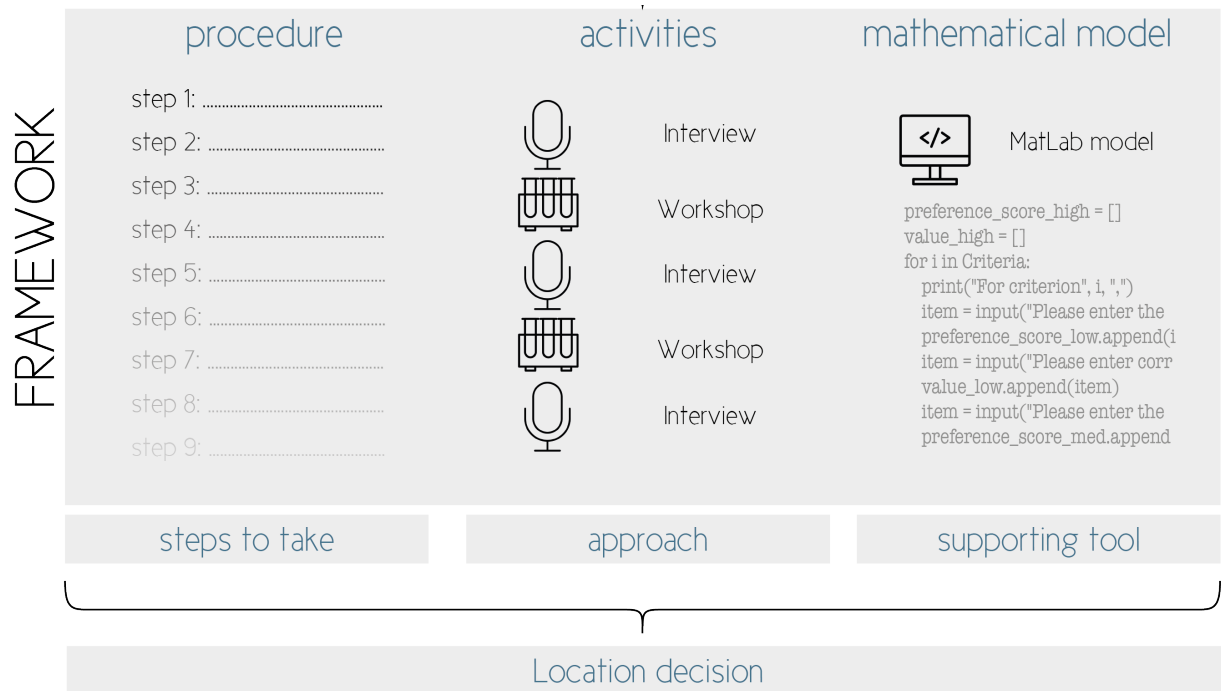 FRAMEWORK
procedure
step 1: ..........................................
step 2: ..........................................
step 3: ..........................................
step 4: ..........................................
step 5: ..........................................
step 6: ..........................................
step 7: ..........................................
step 8: ..........................................
step 9: ..........................................
steps to take
activities
Interview
Workshop
Interview
Workshop
Interview
approach
mathematical model
</>
MatLab model
preference_score_high = []
value_high = []
for i in Criteria:
print("For criterion", i, ",")
item = input("Please enter the
preference_score_low.append(i
item = input("Please enter corr
value_low.append(item)
item = input("Please enter the
preference_score_med.append
supporting tool
Location decision